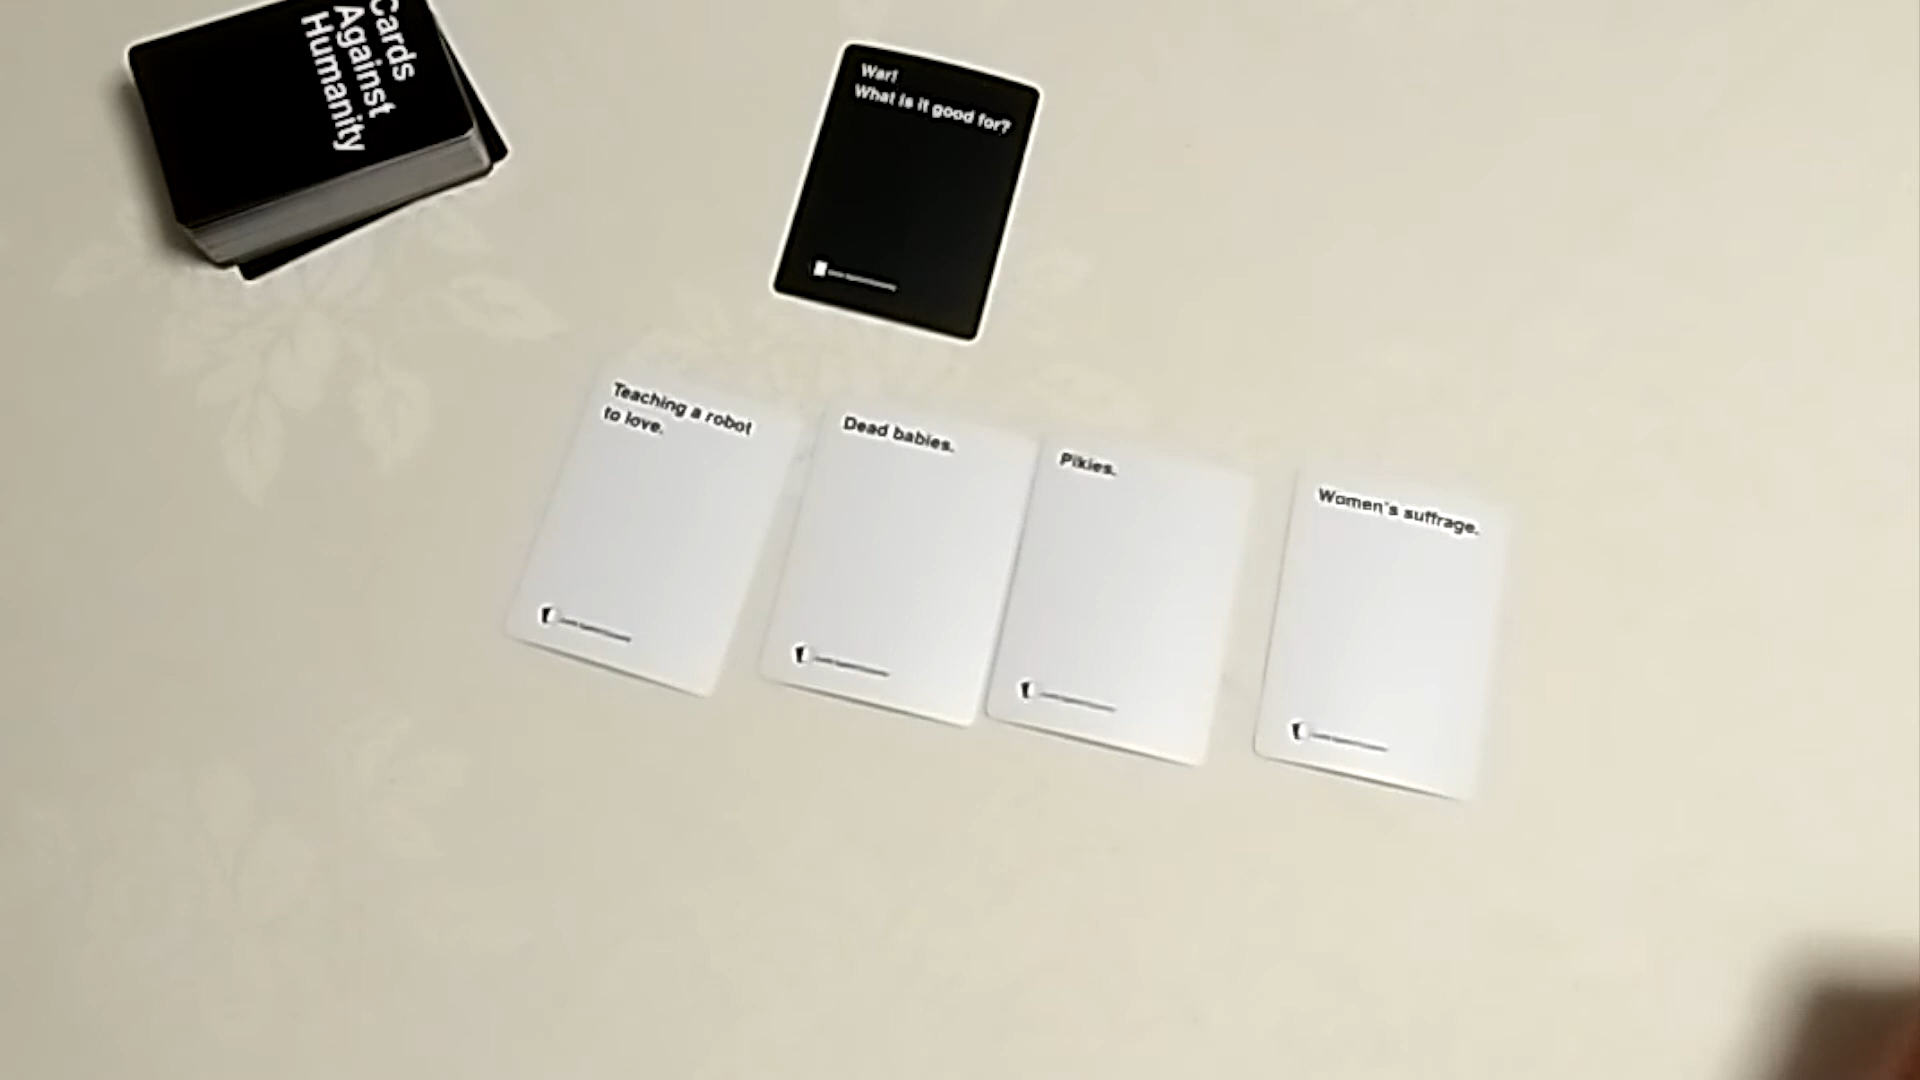 Cards
Against
Humanity
War!
What is it good for?
Teaching a robot
to love.
Dead babies.
Pikies.
Women's suffrage.